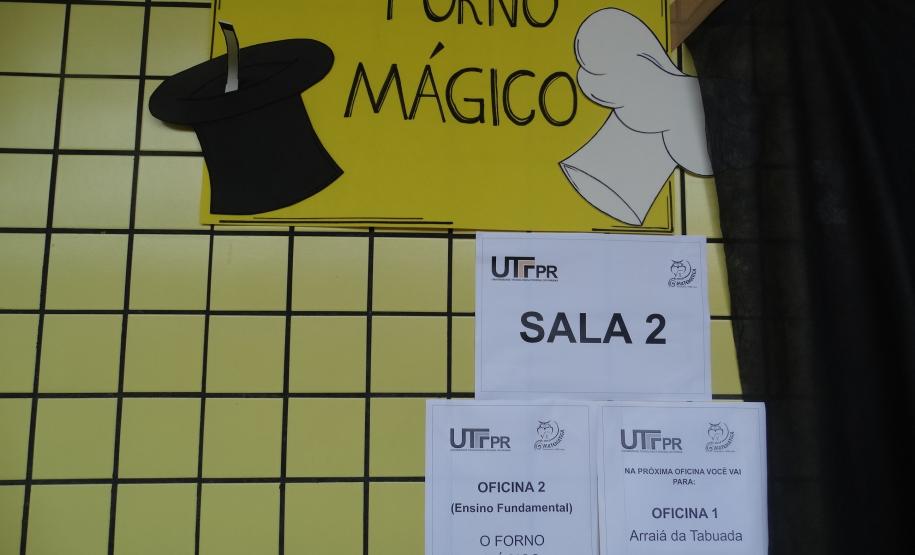 FORNO
MÁGICO
UTFPR
SALA 2
UTFPR
OFICINA 2
(Ensino Fundamental)
O FORNO
UTFPR
NA PRÓXIMA OFICINA VOCÊ VAI
PARA:
OFICINA 1
Arraiá da Tabuada